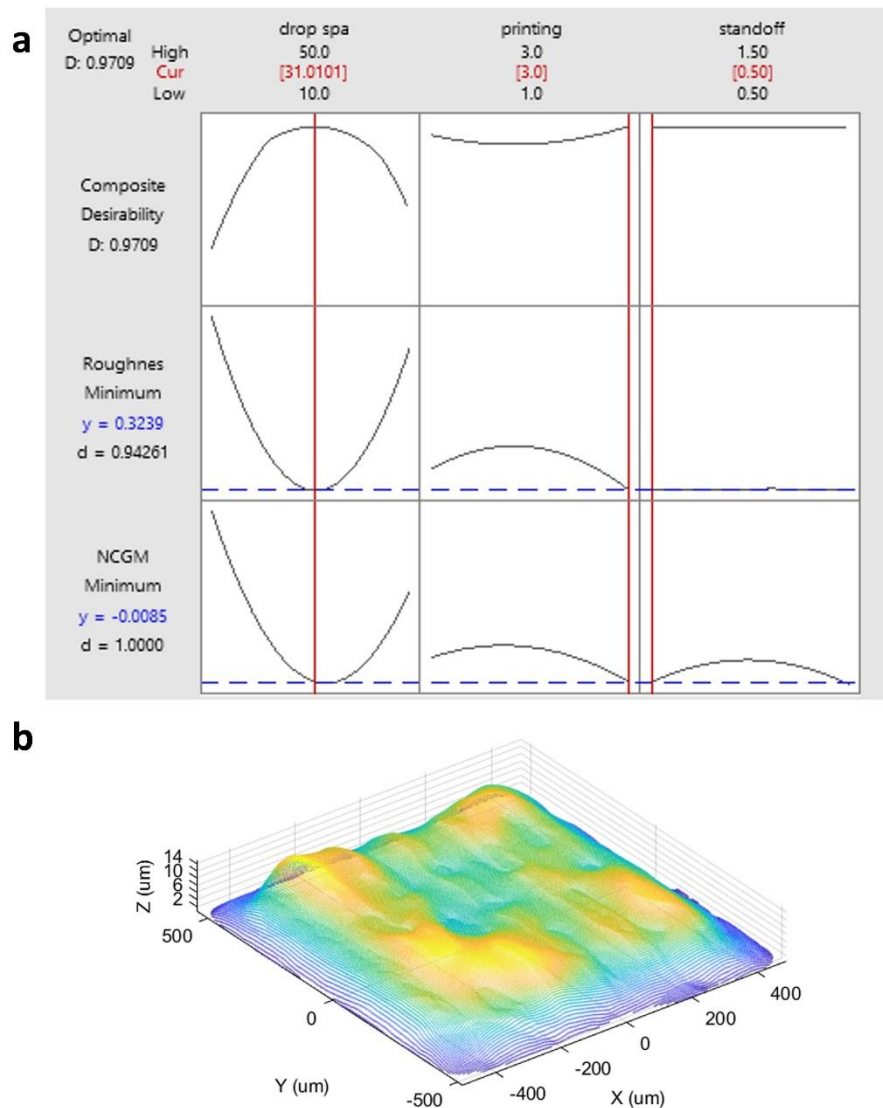 a
Optimal
D: 0.9709
High
Cur
Low
drop spa
50.0
[31.0101]
10.0
printing
3.0
[3.0]
1.0
standoff
1.50
[0.50]
0.50
Composite
Desirability
D: 0.9709
Roughnes
Minimum
y = 0.3239
d = 0.94261
NCGM
Minimum
y = -0.0085
d = 1.0000
b
14
10
6
2
Z (um)
500
0
-500
Y (um)
-400
-200
0
200
400
X (um)